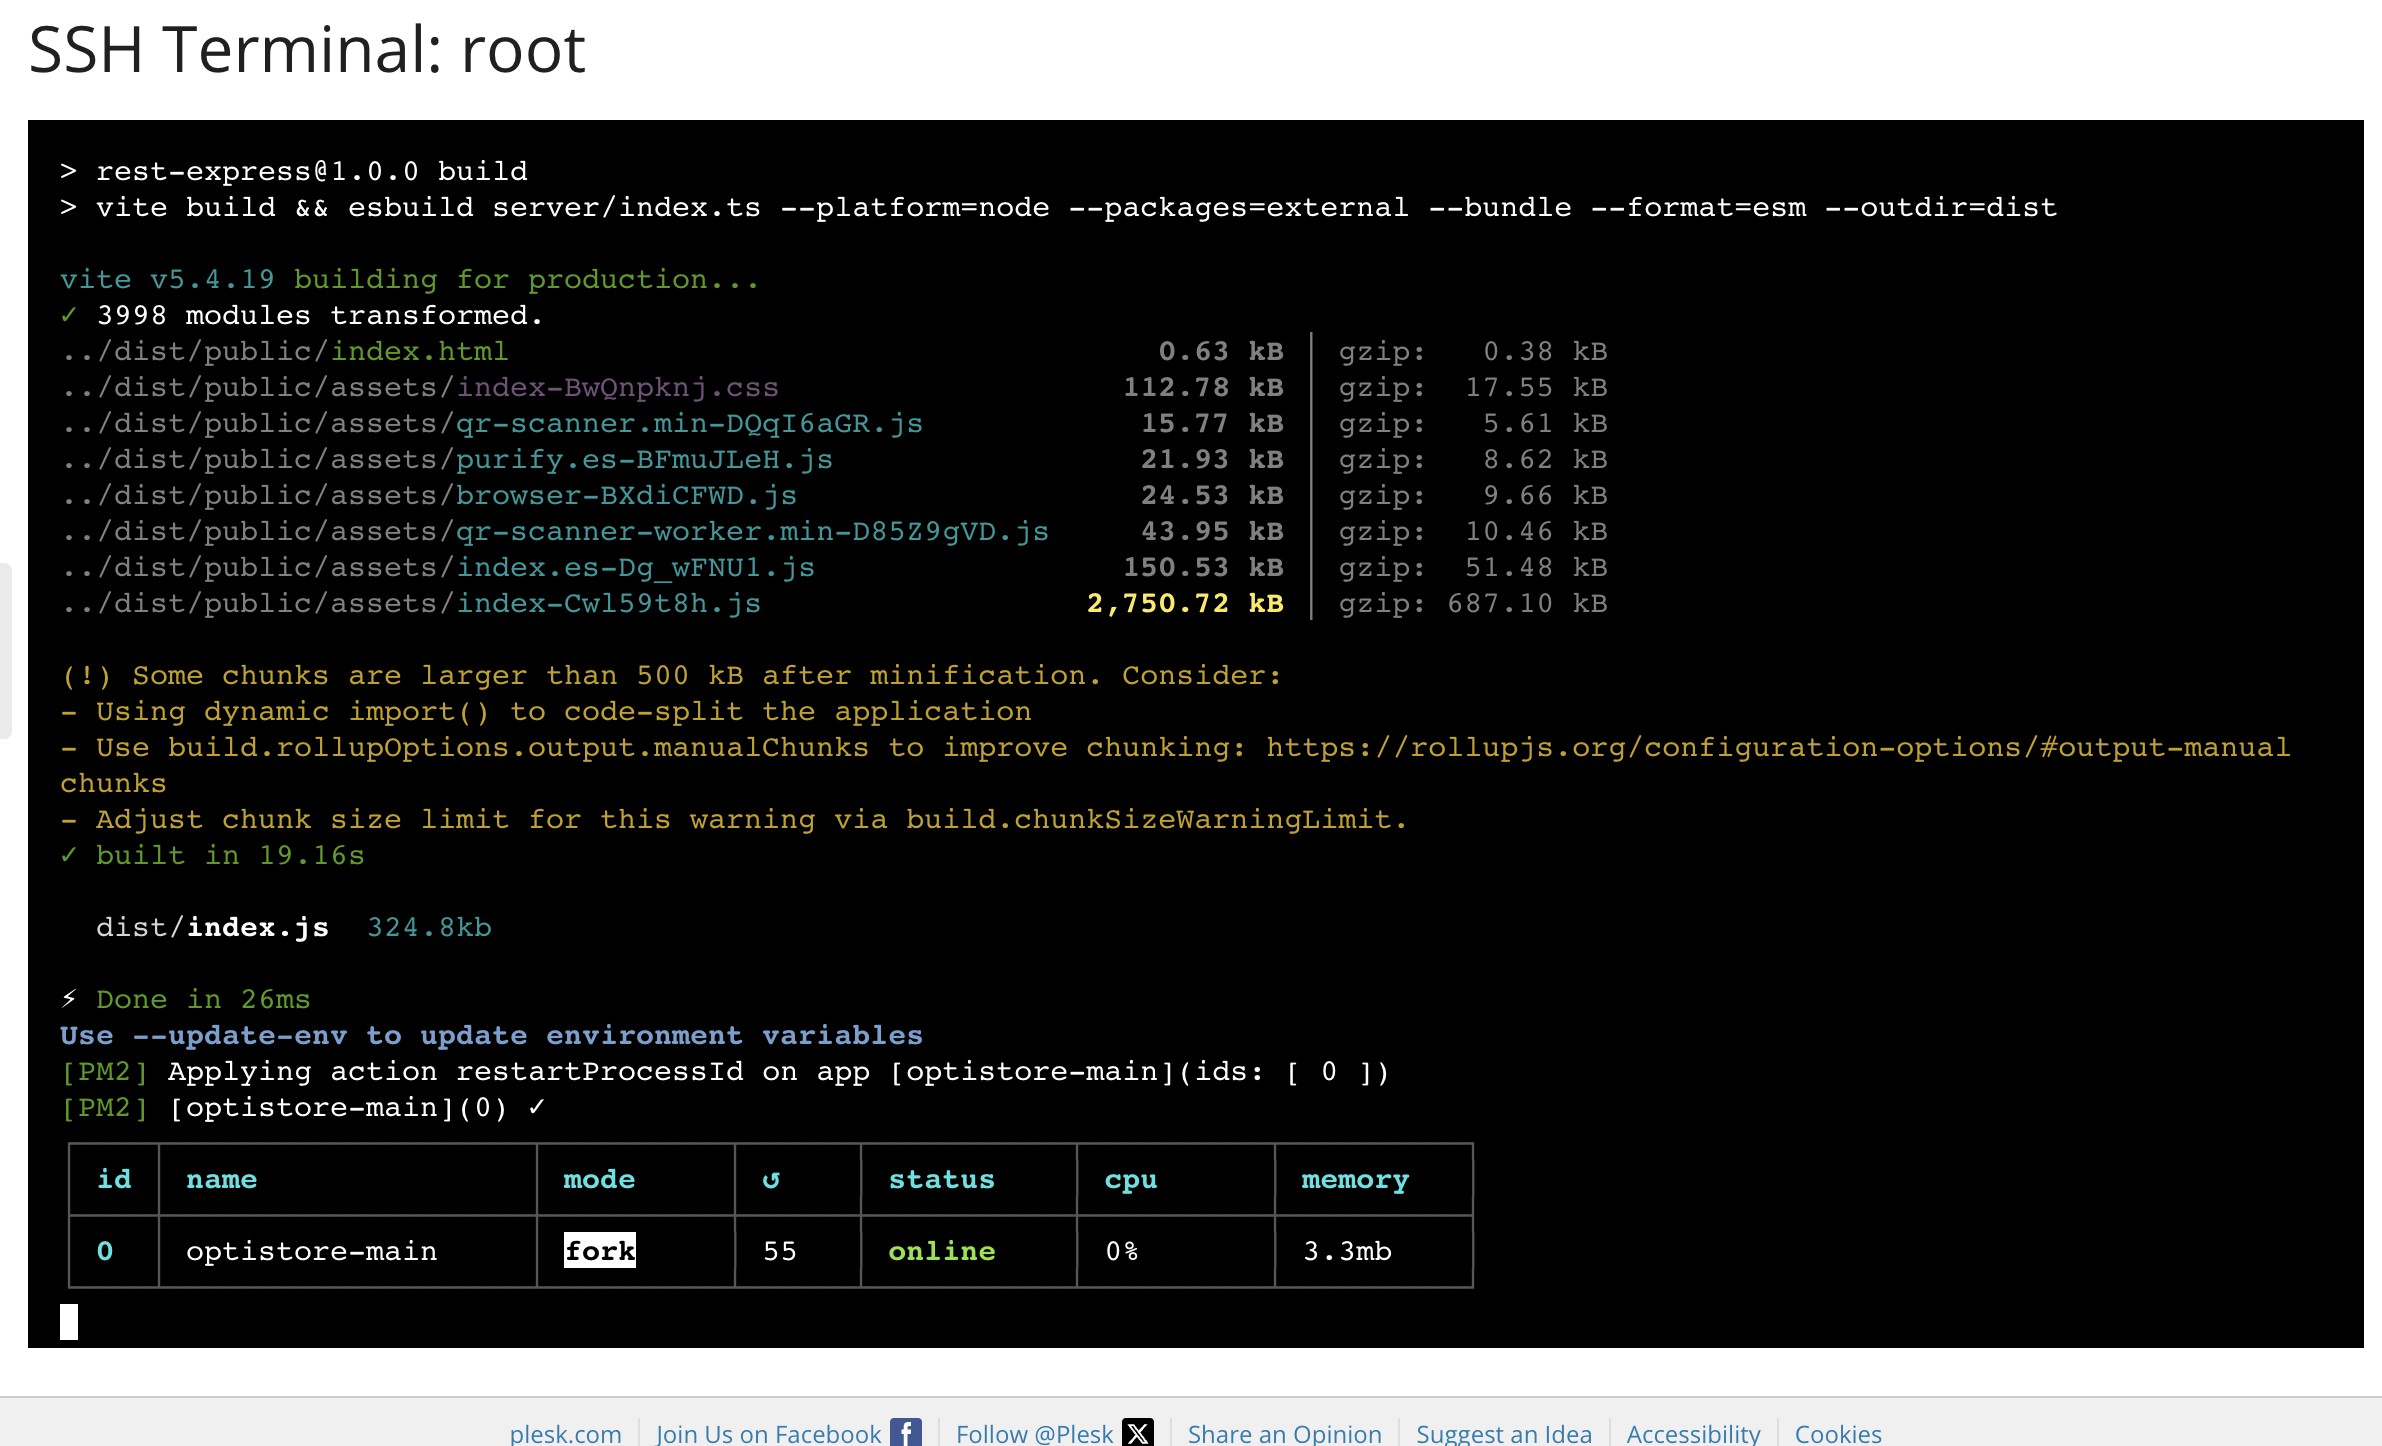 SSH Terminal: root
> rest-express@1.0.0 build
> vite build && esbuild server/index.ts --platform=node --packages=external --bundle --format=esm --outdir=dist
vite v5.4.19 building for production...
✓ 3998 modules transformed.
../dist/public/index.html 0.63 kB │ gzip: 0.38 kB
../dist/public/assets/index-BwQnpknj.css 112.78 kB │ gzip: 17.55 kB
../dist/public/assets/qr-scanner.min-DQqI6aGR.js 15.77 kB │ gzip: 5.61 kB
../dist/public/assets/purify.es-BFmuJLeH.js 21.93 kB │ gzip: 8.62 kB
../dist/public/assets/browser-BXdiCFWD.js 24.53 kB │ gzip: 9.66 kB
../dist/public/assets/qr-scanner-worker.min-D85Z9gVD.js 43.95 kB │ gzip: 10.46 kB
../dist/public/assets/index.es-Dg_wFNU1.js 150.53 kB │ gzip: 51.48 kB
../dist/public/assets/index-Cwl59t8h.js 2,750.72 kB │ gzip: 687.10 kB
(!) Some chunks are larger than 500 kB after minification. Consider:
- Using dynamic import() to code-split the application
- Use build.rollupOptions.output.manualChunks to improve chunking: https://rollupjs.org/configuration-options/#output-manual
chunks
- Adjust chunk size limit for this warning via build.chunkSizeWarningLimit.
✓ built in 19.16s
dist/index.js 324.8kb
⚡ Done in 26ms
Use --update-env to update environment variables
[PM2] Applying action restartProcessId on app [optistore-main](ids: [ 0 ])
[PM2] [optistore-main](0) ✓
id name mode ↺ status cpu memory
0 optistore-main fork 55 online 0% 3.3mb
plesk.com Join Us on Facebook Follow @Plesk Share an Opinion Suggest an Idea Accessibility Cookies